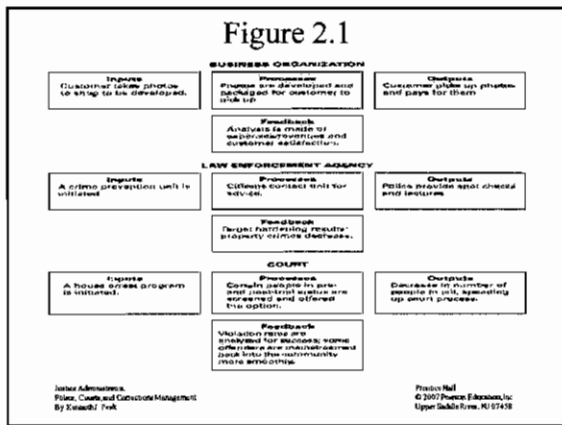 Figure 2.1
BUSINESS ORGANIZATION
Inputs
Customer takes photos
to shop to be developed.
Processes
Photos are developed and
packaged for customer to
pick up
Outputs
Customer picks up photos
and pays for them
Feedback
Analysis is made of
expenses/revenues and
customer satisfaction.
LAW ENFORCEMENT AGENCY
Inputs
A crime prevention unit is
initiated
Processes
Citizens contact unit for
advice.
Outputs
Police provide spot checks
and lectures
Feedback
Target hardening results;
property crimes decrease.
COURT
Inputs
A house arrest program
is initiated.
Processes
Certain people in pre-
and post-trial status are
screened and offered
the option.
Outputs
Decrease in number of
people in jail, speeding
up court process.
Feedback
Violation rates are
analyzed for success; some
offenders are mainstreamed
back into the community
more smoothly.
Justice Administration:
Police, Courts, and Corrections Management
By Kenneth J. Peak
Prentice Hall
© 2007 Pearson Education, Inc
Upper Saddle River, NJ 07458